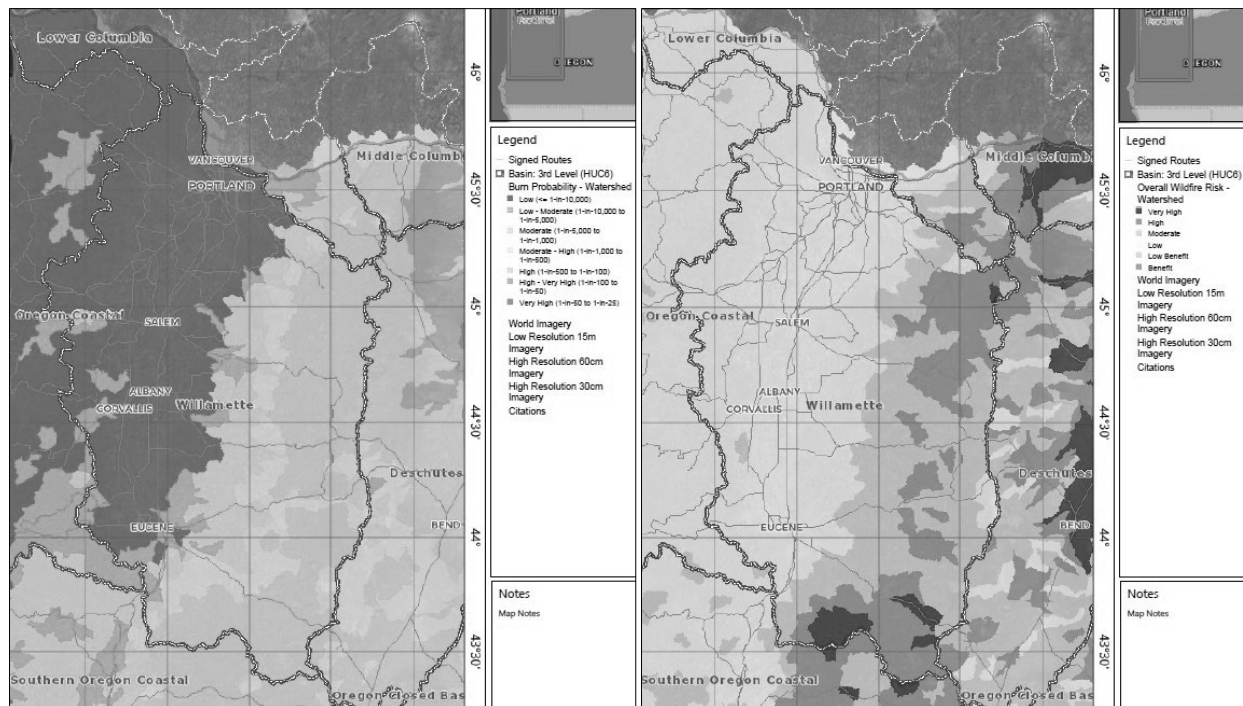 Portland
OREGON
Lower Columbia
46°
Legend
Signed Routes
Basin: 3rd Level (HUC6)
Burn Probability - Watershed
Low (<= 1-in-10,000)
Low - Moderate (1-in-10,000 to
1-in-5,000)
Moderate (1-in-5,000 to
1-in-1,000)
Moderate - High (1-in-1,000 to
1-in-500)
High (1-in-500 to 1-in-100)
High - Very High (1-in-100 to
1-in-50)
Very High (1-in-50 to 1-in-25)
World Imagery
Low Resolution 15m
Imagery
High Resolution 60cm
Imagery
High Resolution 30cm
Imagery
Citations
Middle Columb
VANCOUVER
PORTLAND
45°30'
45°
Oregon Coastal
SALEM
ALBANY
CORVALLIS
Willamette
44°30'
Deschutes
EUGENE
BEND
44°
43°30'
Southern Oregon Coastal
Oregon Closed Bas
Notes
Map Notes
Portland
OREGON
Lower Columbia
46°
Legend
Signed Routes
Basin: 3rd Level (HUC6)
Overall Wildfire Risk -
Watershed
Very High
High
Moderate
Low
Low Benefit
Benefit
World Imagery
Low Resolution 15m
Imagery
High Resolution 60cm
Imagery
High Resolution 30cm
Imagery
Citations
Middle Columb
VANCOUVER
PORTLAND
45°30'
45°
Oregon Coastal
SALEM
ALBANY
CORVALLIS
Willamette
44°30'
Deschutes
EUGENE
BEND
44°
43°30'
Southern Oregon Coastal
Oregon Closed Bas
Notes
Map Notes